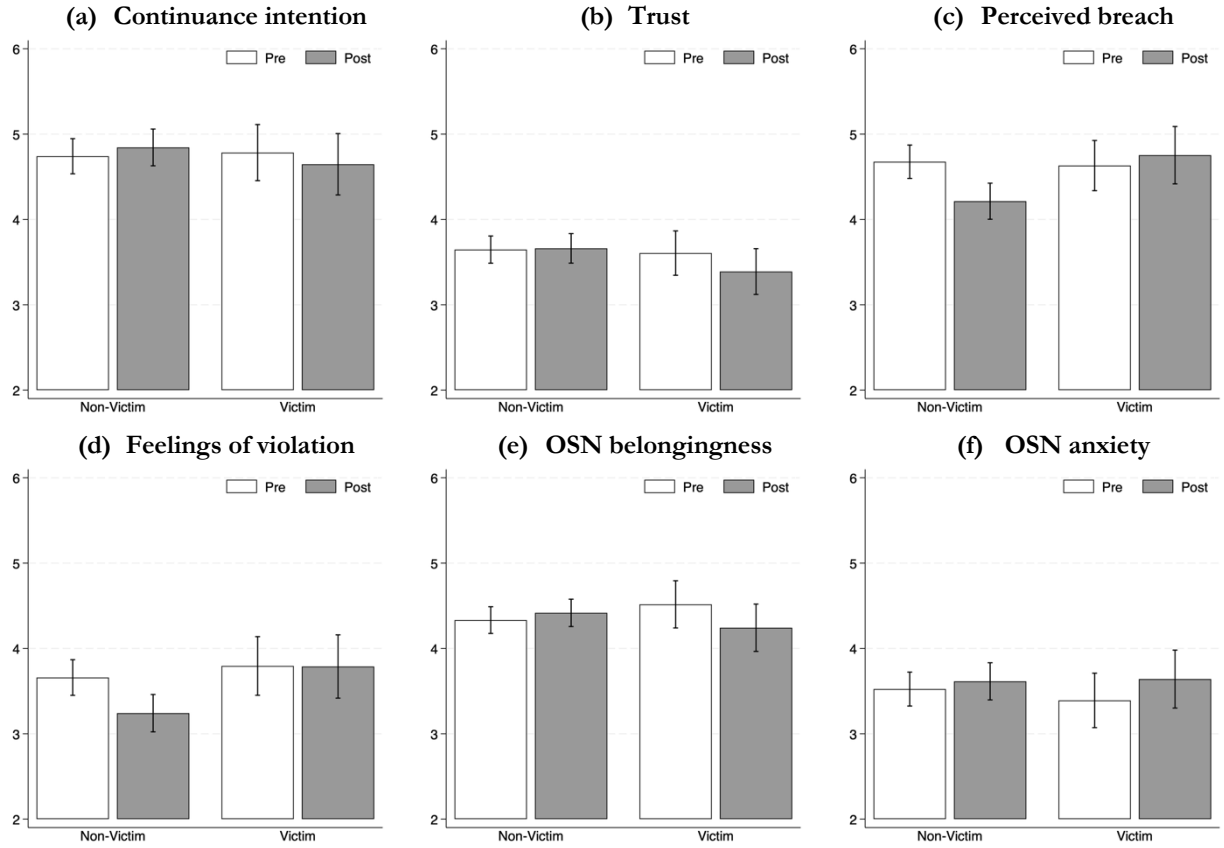 (a) Continuance intention
6
5
4
3
2
Pre Post
Non-Victim Victim
(b) Trust
6
5
4
3
2
Pre Post
Non-Victim Victim
(c) Perceived breach
6
5
4
3
2
Pre Post
Non-Victim Victim
(d) Feelings of violation
6
5
4
3
2
Pre Post
Non-Victim Victim
(e) OSN belongingness
6
5
4
3
2
Pre Post
Non-Victim Victim
(f) OSN anxiety
6
5
4
3
2
Pre Post
Non-Victim Victim